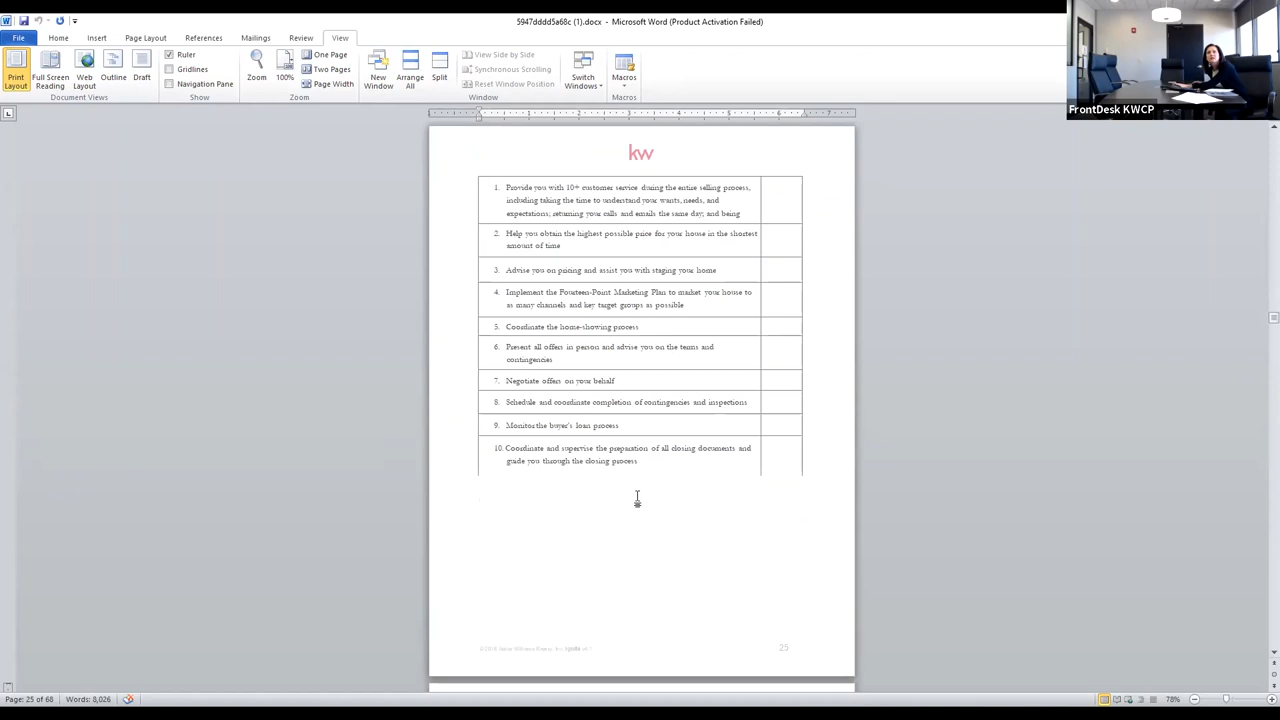 5947dddd5a68c (1).docx - Microsoft Word (Product Activation Failed)
File Home Insert Page Layout References Mailings Review View
Print Layout
Full Screen Reading
Web Layout
Outline
Draft
Document Views
Ruler
Gridlines
Navigation Pane
Show
Zoom
100%
One Page
Two Pages
Page Width
Zoom
New Window
Arrange All
Split
View Side by Side
Synchronous Scrolling
Reset Window Position
Window
Switch Windows
Macros
Macros
FrontDesk KWCP
kw
1. Provide you with 10+ customer service during the entire selling process,
including taking the time to understand your wants, needs, and
expectations; returning your calls and emails the same day; and being
2. Help you obtain the highest possible price for your house in the shortest
amount of time
3. Advise you on pricing and assist you with staging your home
4. Implement the Fourteen-Point Marketing Plan to market your house to
as many channels and key target groups as possible
5. Coordinate the home-showing process
6. Present all offers in person and advise you on the terms and
contingencies
7. Negotiate offers on your behalf
8. Schedule and coordinate completion of contingencies and inspections
9. Monitor the buyer's loan process
10. Coordinate and supervise the preparation of all closing documents and
guide you through the closing process
25
Page: 25 of 68 Words: 8,026 78%